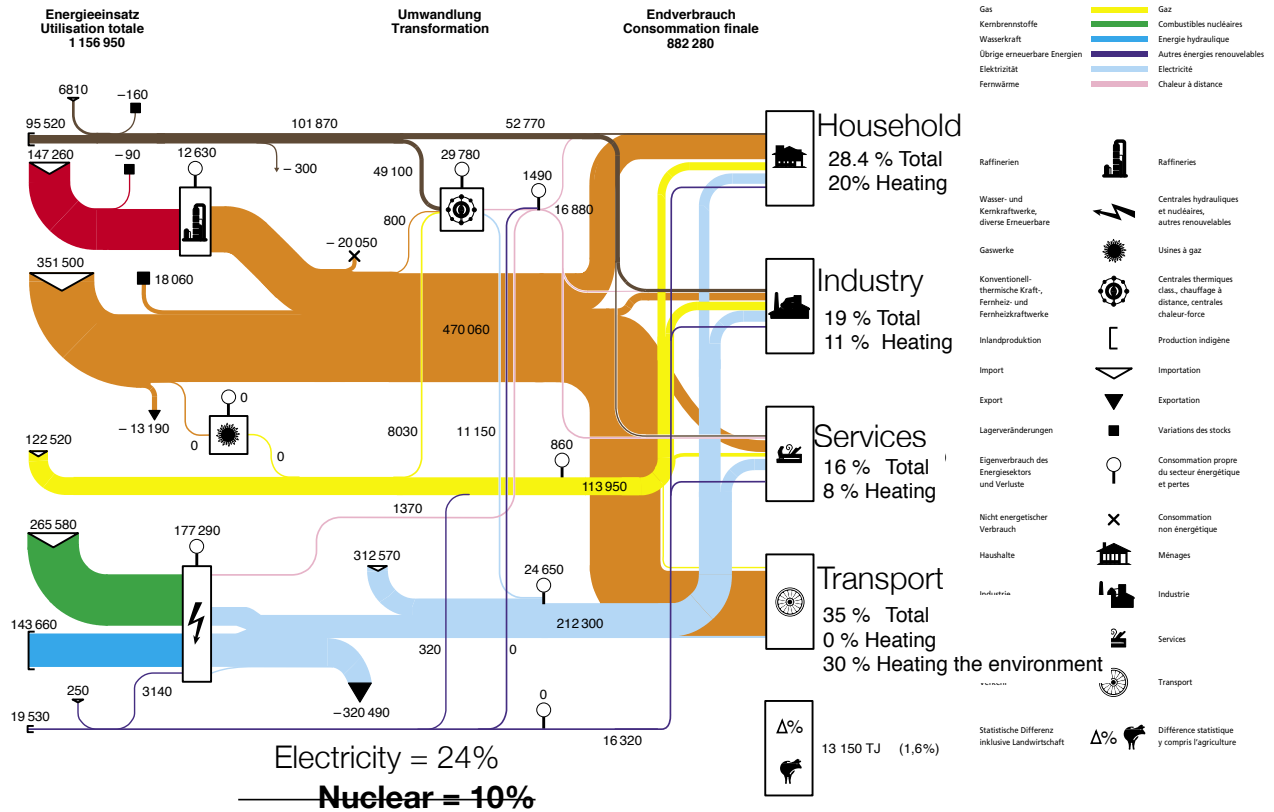 Energieeinsatz
Utilisation totale
1 156 950
Umwandlung
Transformation
Endverbrauch
Consommation finale
882 280
Gas Gaz
Kernbrennstoffe Combustibles nucléaires
Wasserkraft Energie hydraulique
Übrige erneuerbare Energien Autres énergies renouvelables
Elektrizität Electricité
Fernwärme Chaleur à distance
6810
−160
95 520
101 870
52 770
147 260
−90
12 630
− 300
49 100
29 780
1490
16 880
800
− 20 050
351 500
18 060
470 060
− 13 190
0
0
0
8030
11 150
122 520
860
113 950
1370
265 580
177 290
312 570
24 650
212 300
143 660
320
0
250
3140
−320 490
0
19 530
16 320
Household
28.4 % Total
20% Heating
Industry
19 % Total
11 % Heating
Services
16 % Total
8 % Heating
Transport
35 % Total
0 % Heating
30 % Heating the environment
Δ%
13 150 TJ (1,6%)
Electricity = 24%
Nuclear = 10%
Raffinerien Raffineries
Wasser- und
Kernkraftwerke,
diverse Erneuerbare
Centrales hydrauliques
et nucléaires,
autres renouvelables
Gaswerke Usines à gaz
Konventionell-
thermische Kraft-,
Fernheiz- und
Fernheizkraftwerke
Centrales thermiques
class., chauffage à
distance, centrales
chaleur-force
Inlandproduktion Production indigène
Import Importation
Export Exportation
Lagerveränderungen Variations des stocks
Eigenverbrauch des
Energiesektors
und Verluste
Consommation propre
du secteur énergétique
et pertes
Nicht energetischer
Verbrauch
Consommation
non énergétique
Haushalte Ménages
Industrie Industrie
Services
Verkehr Transport
Statistische Differenz
inklusive Landwirtschaft
Δ%
Différence statistique
y compris l'agriculture